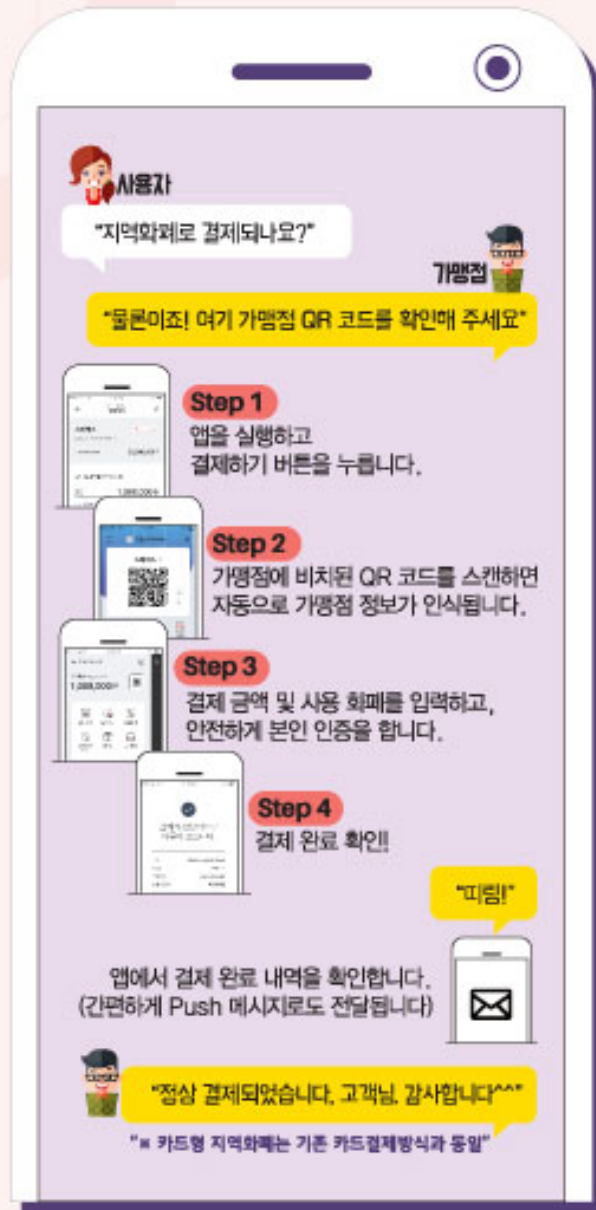 사용자
"지역화폐로 결제되나요?"
가맹점
"물론이죠! 여기 가맹점 QR 코드를 확인해 주세요"
Step 1
앱을 실행하고
결제하기 버튼을 누릅니다.
Step 2
가맹점에 비치된 QR 코드를 스캔하면
자동으로 가맹점 정보가 인식됩니다.
1,088,000
Step 3
결제 금액 및 사용 화폐를 입력하고,
안전하게 본인 인증을 합니다.
Step 4
결제 완료 확인!
"띠링!"
앱에서 결제 완료 내역을 확인합니다.
(간편하게 Push 메시지로도 전달됩니다)
"정상 결제되었습니다, 고객님, 감사합니다^^"
"※ 카드형 지역화폐는 기존 카드결제방식과 동일"